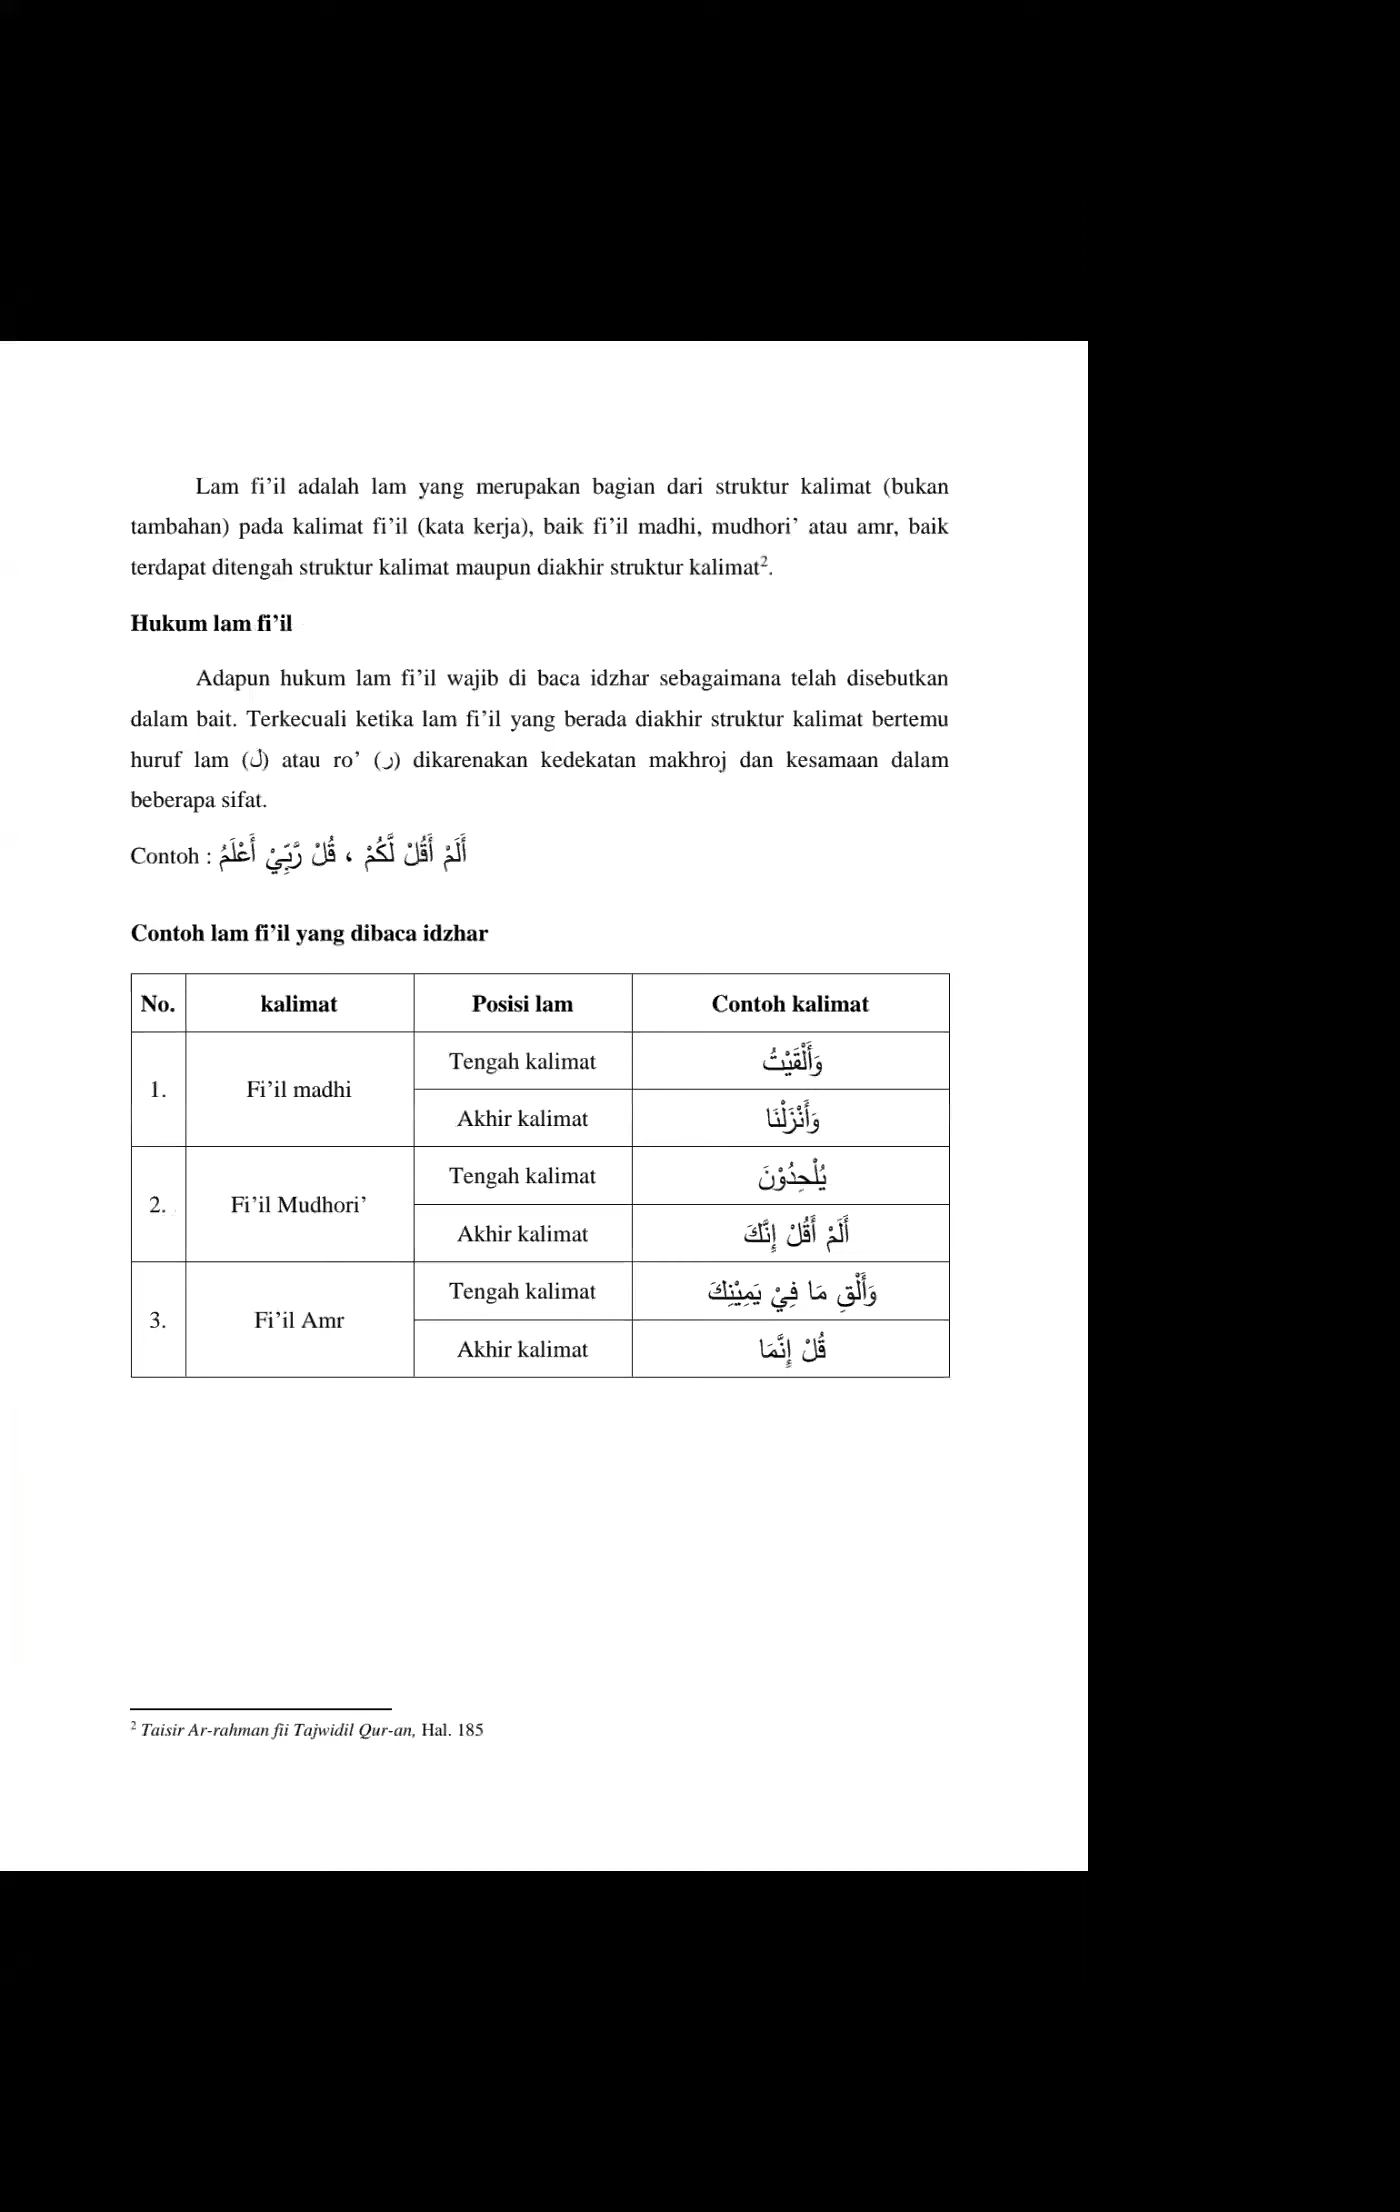 Lam fi’il adalah lam yang merupakan bagian dari struktur kalimat (bukan
tambahan) pada kalimat fi’il (kata kerja), baik fi’il madhi, mudhori’ atau amr, baik
terdapat ditengah struktur kalimat maupun diakhir struktur kalimat².
Hukum lam fi’il
Adapun hukum lam fi’il wajib di baca idzhar sebagaimana telah disebutkan
dalam bait. Terkecuali ketika lam fi’il yang berada diakhir struktur kalimat bertemu
huruf lam (ل) atau ro’ (ر) dikarenakan kedekatan makhroj dan kesamaan dalam
beberapa sifat.
Contoh : أَلَمْ أَقُلْ لَّكُمْ ، قُلْ رَّبِّيْ أَعْلَمُ
Contoh lam fi’il yang dibaca idzhar
No. kalimat Posisi lam Contoh kalimat
1. Fi’il madhi Tengah kalimat وَأَلْقَيْتُ
Akhir kalimat وَأَنْزَلْنَا
2. Fi’il Mudhori’ Tengah kalimat يُلْحِدُوْنَ
Akhir kalimat أَلَمْ أَقُلْ إِنَّكَ
3. Fi’il Amr Tengah kalimat وَأَلْقِ مَا فِيْ يَمِيْنِكَ
Akhir kalimat قُلْ إِنَّمَا
² Taisir Ar-rahman fii Tajwidil Qur-an, Hal. 185